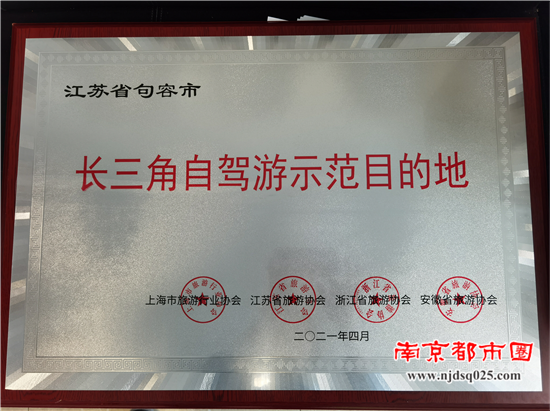 江苏省句容市
长三角自驾游示范目的地
上海市旅游行业协会 江苏省旅游协会 浙江省旅游协会 安徽省旅游协会
二〇二一年四月
南京都市圈
www.njdsq025.com